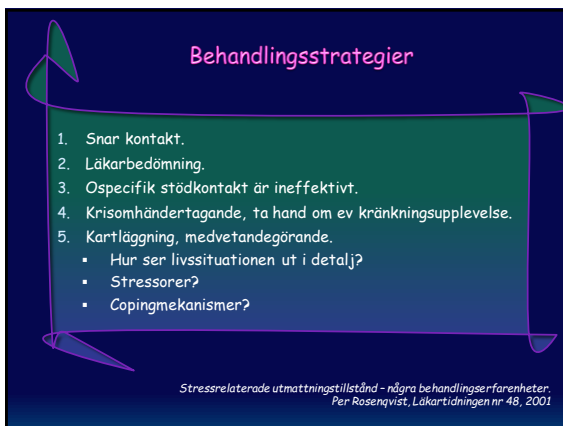 Behandlingsstrategier
1. Snar kontakt.
2. Läkarbedömning.
3. Ospecifik stödkontakt är ineffektivt.
4. Krisomhändertagande, ta hand om ev kränkningsupplevelse.
5. Kartläggning, medvetandegörande.
▪ Hur ser livssituationen ut i detalj?
▪ Stressorer?
▪ Copingmekanismer?
Stressrelaterade utmattningstillstånd – några behandlingserfarenheter.
Per Rosenqvist, Läkartidningen nr 48, 2001